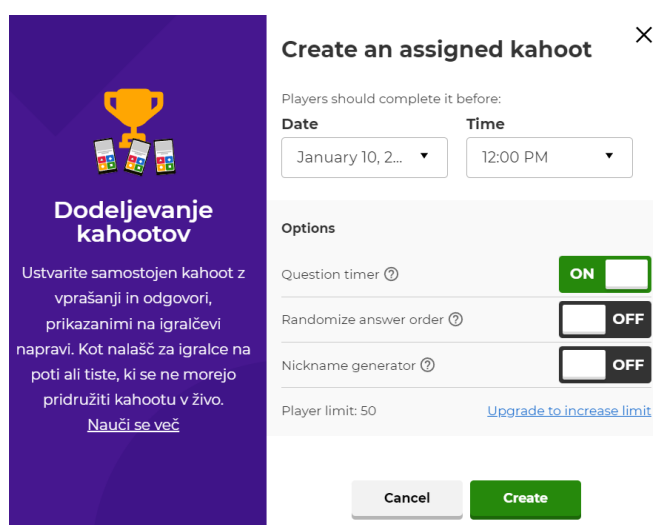 Dodeljevanje
kahootov
Ustvarite samostojen kahoot z
vprašanji in odgovori,
prikazanimi na igralčevi
napravi. Kot nalašč za igralce na
poti ali tiste, ki se ne morejo
pridružiti kahootu v živo.
Nauči se več
Create an assigned kahoot
Players should complete it before:
Date Time
January 10, 2... 12:00 PM
Options
Question timer ON
Randomize answer order OFF
Nickname generator OFF
Player limit: 50 Upgrade to increase limit
Cancel Create